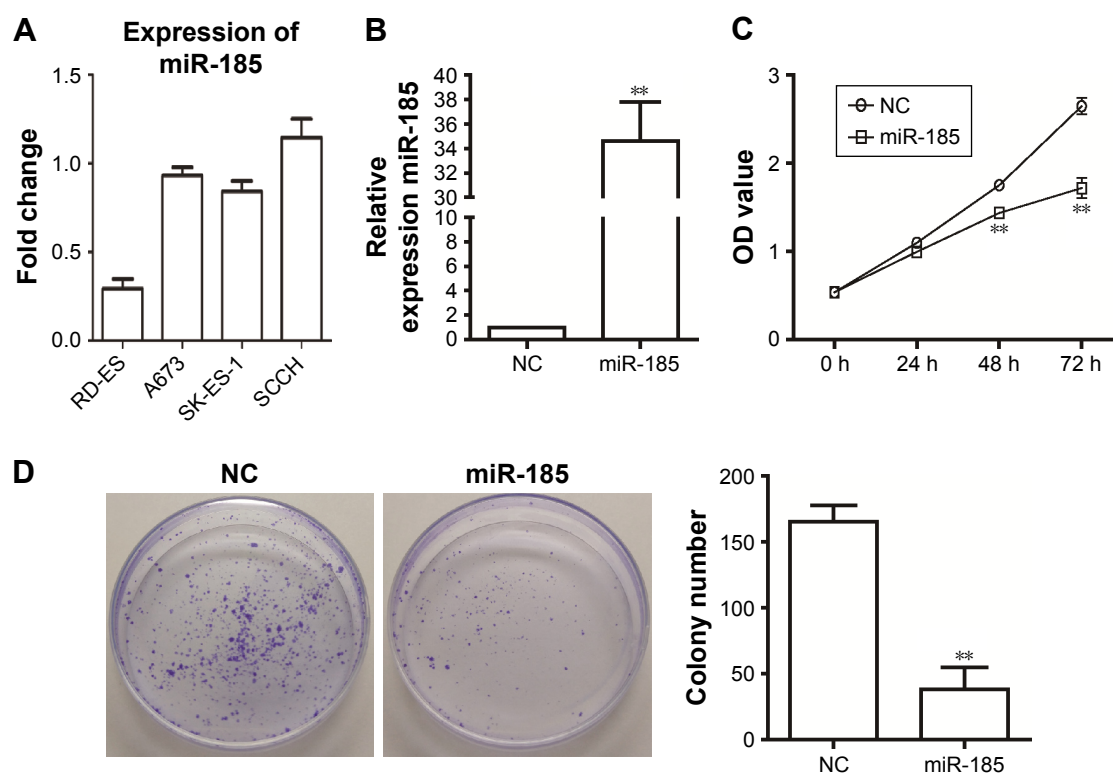 A
Expression of
miR-185
Fold change
1.5
1.0
0.5
0.0
RD-ES
A673
SK-ES-1
SCCH
B
Relative
expression miR-185
40
38
36
34
32
30
10
8
6
4
2
0
**
NC
miR-185
C
OD value
3
2
1
0
NC
miR-185
**
**
0 h
24 h
48 h
72 h
D
NC
miR-185
Colony number
200
150
100
50
0
**
NC
miR-185